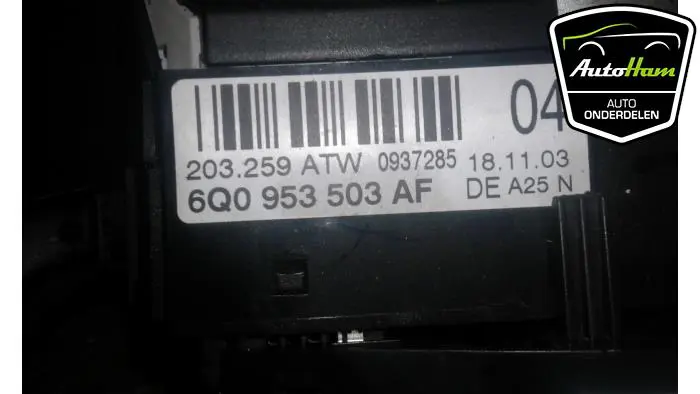 04
203.259 ATW 0937285 18.11.03
6Q0 953 503 AF DE A25 N
AutoHam
AUTO
ONDERDELEN